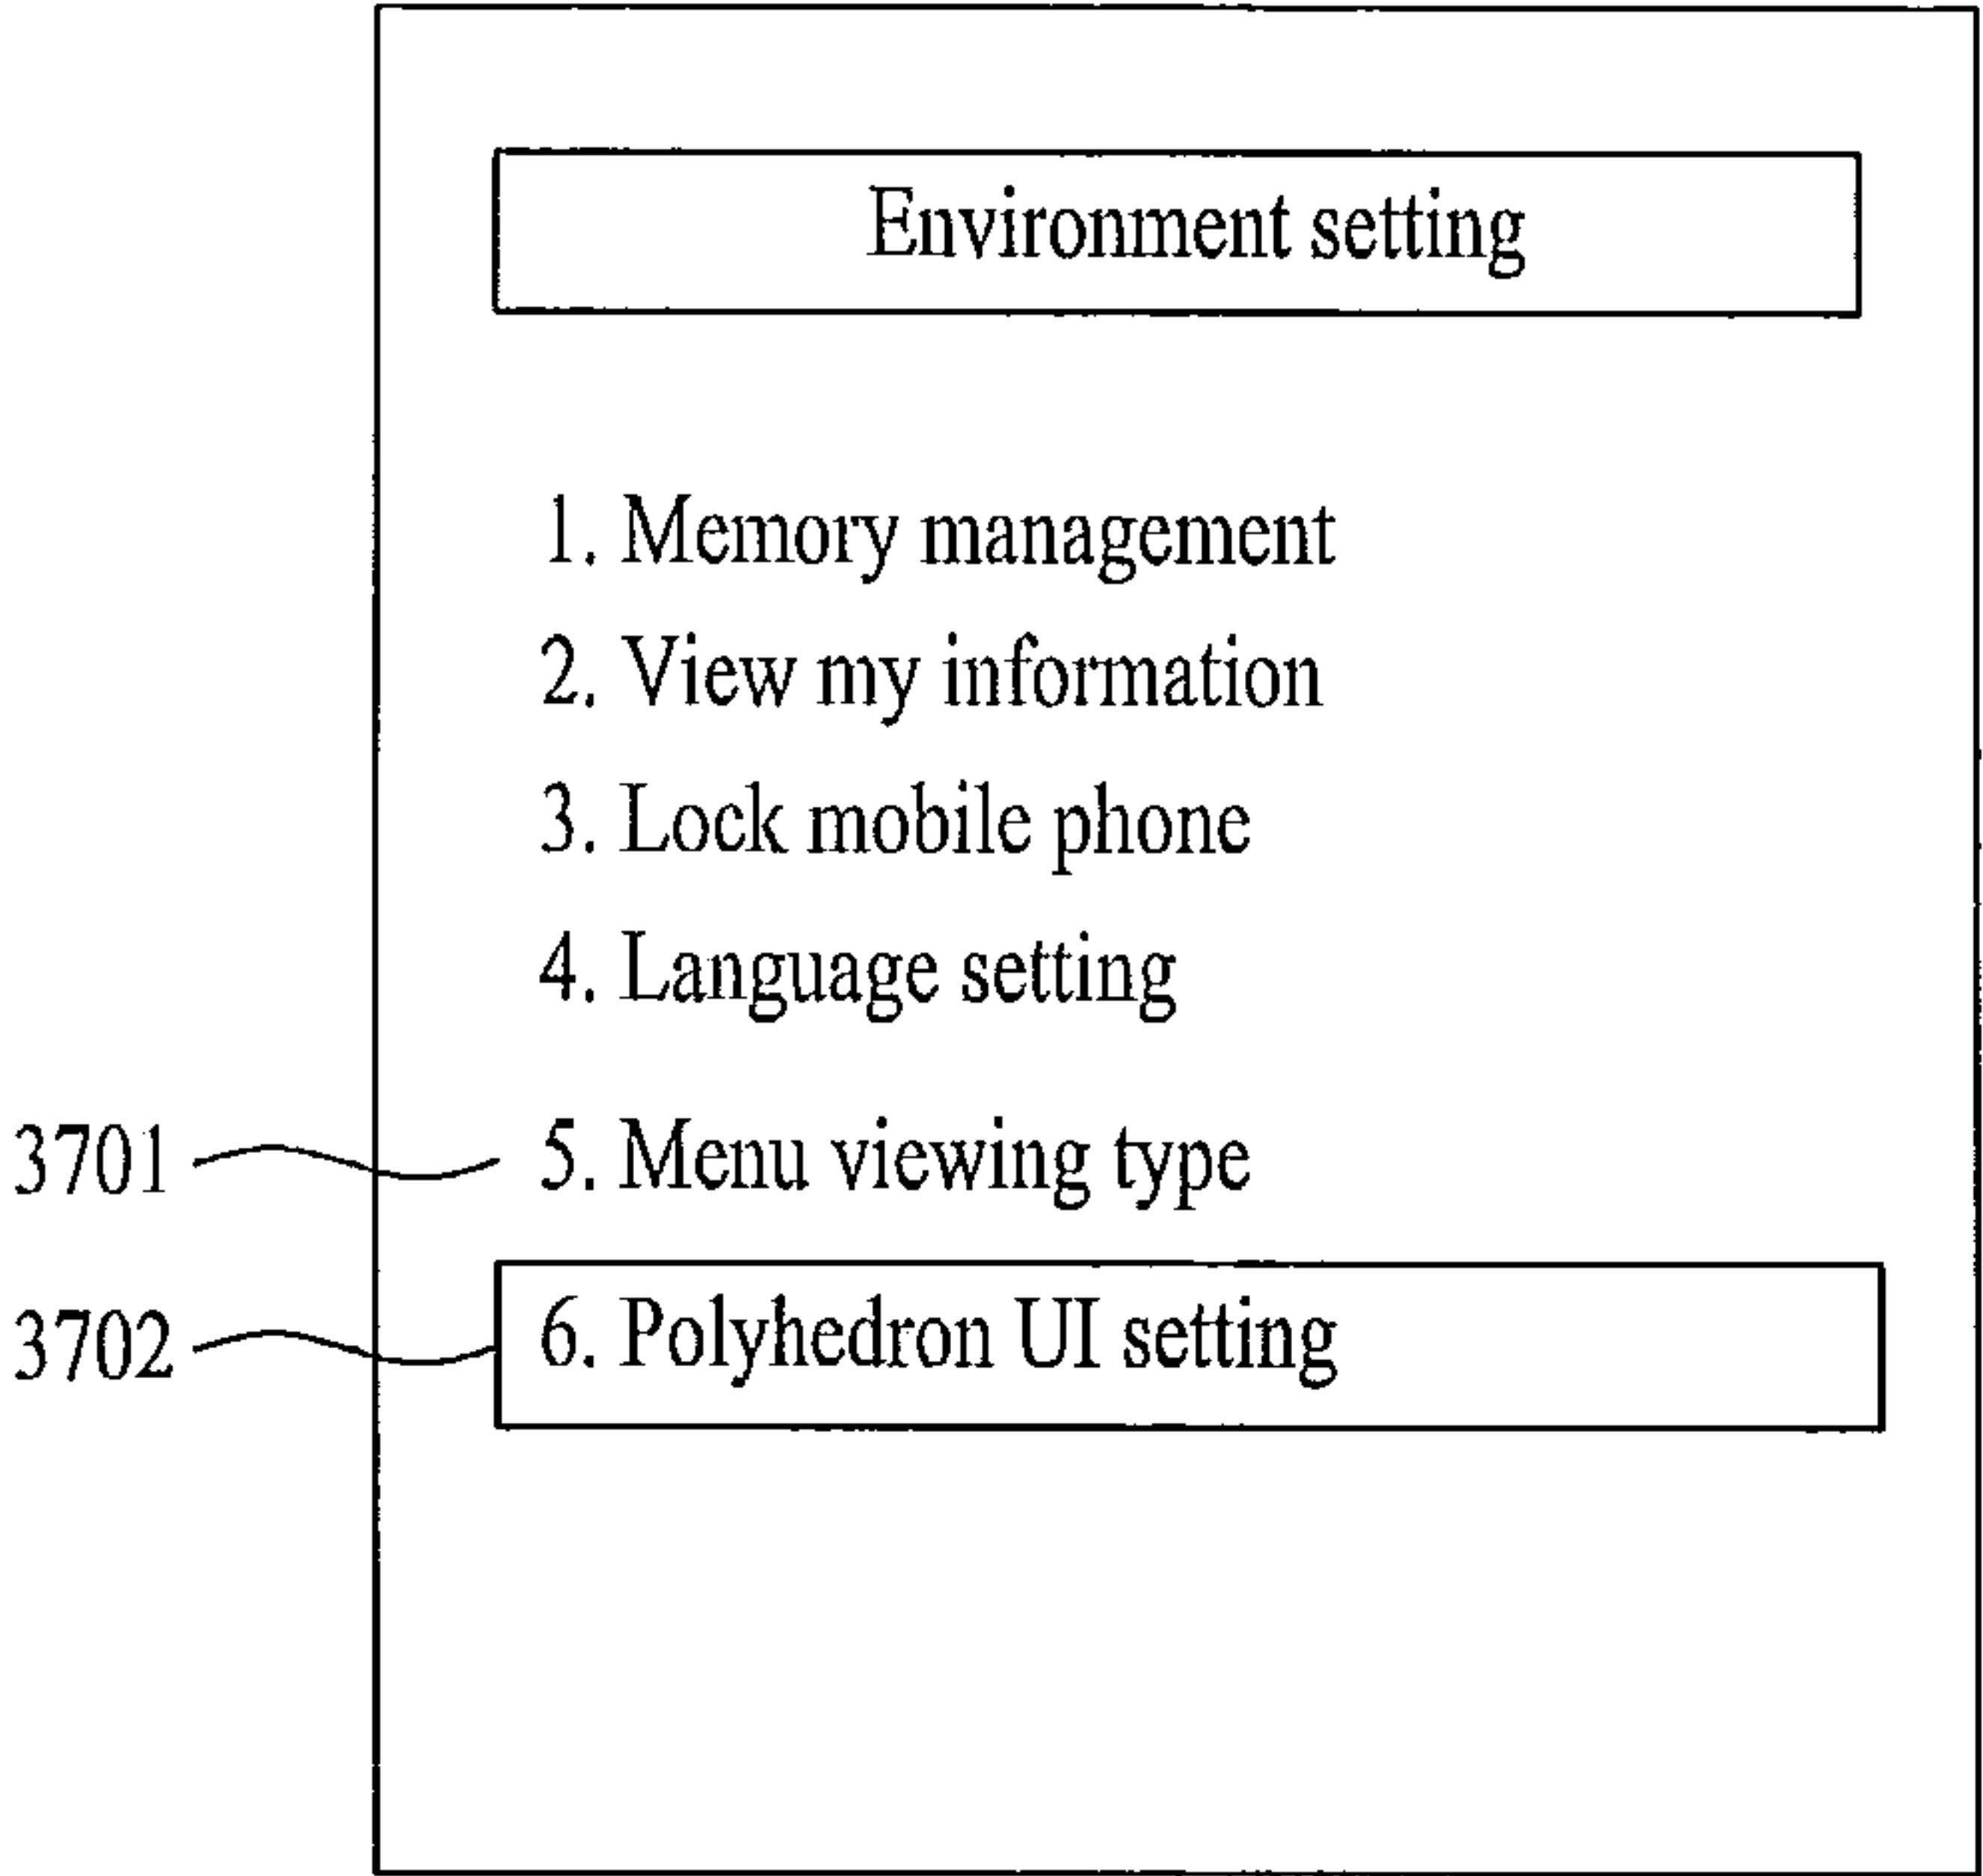 Environment setting
1. Memory management
2. View my information
3. Lock mobile phone
4. Language setting
3701 5. Menu viewing type
3702 6. Polyhedron UI setting